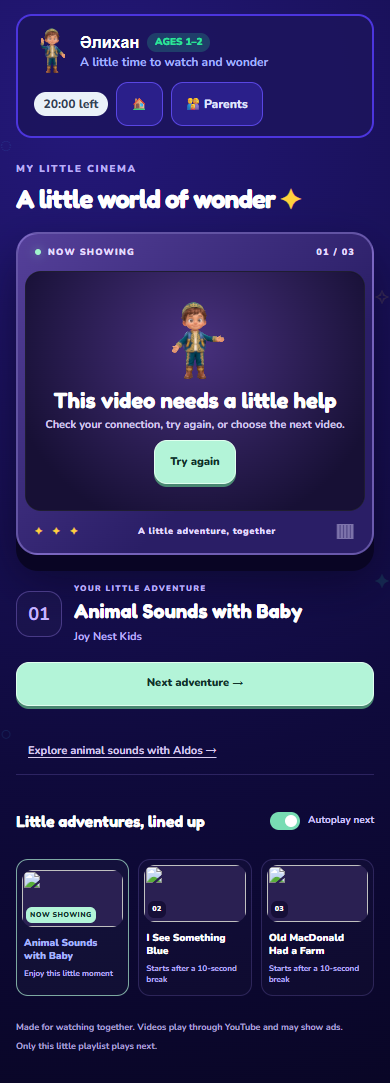 Әлихан AGES 1–2
A little time to watch and wonder
20:00 left
Parents
MY LITTLE CINEMA
A little world of wonder
NOW SHOWING 01 / 03
This video needs a little help
Check your connection, try again, or choose the next video.
Try again
A little adventure, together
01
YOUR LITTLE ADVENTURE
Animal Sounds with Baby
Joy Nest Kids
Next adventure →
Explore animal sounds with AIdos →
Little adventures, lined up
Autoplay next
NOW SHOWING
Animal Sounds
with Baby
Enjoy this little moment
02
I See Something
Blue
Starts after a 10-second
break
03
Old MacDonald
Had a Farm
Starts after a 10-second
break
Made for watching together. Videos play through YouTube and may show ads.
Only this little playlist plays next.